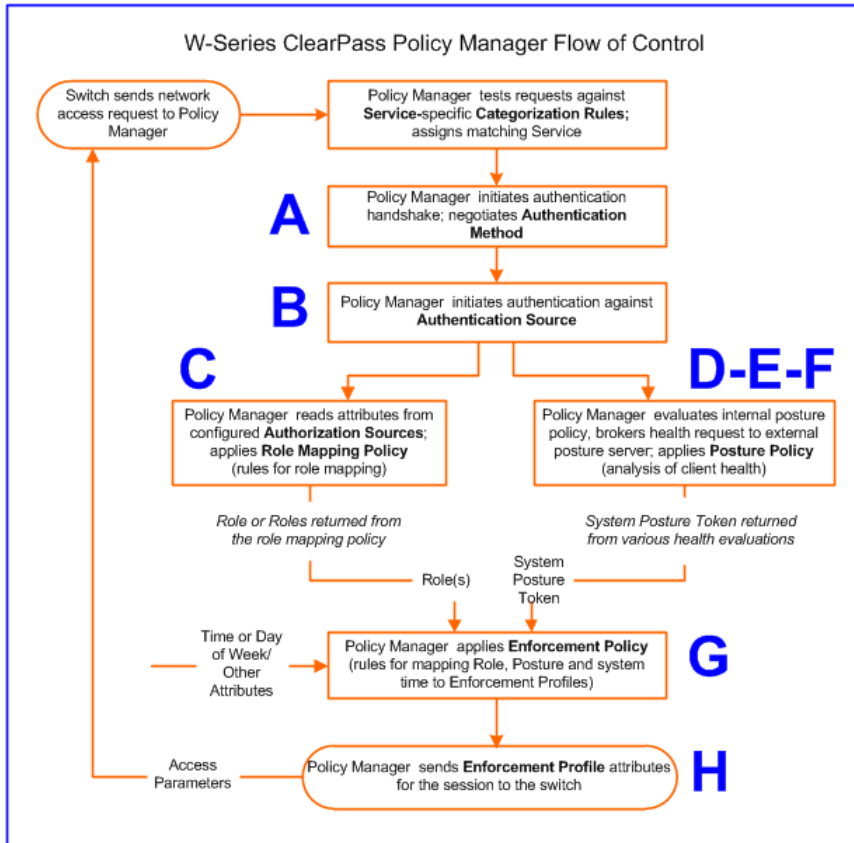 W-Series ClearPass Policy Manager Flow of Control
Switch sends network
access request to Policy
Manager
Policy Manager tests requests against
Service-specific Categorization Rules;
assigns matching Service
A
Policy Manager initiates authentication
handshake; negotiates Authentication
Method
B
Policy Manager initiates authentication against
Authentication Source
C
D-E-F
Policy Manager reads attributes from
configured Authorization Sources;
applies Role Mapping Policy
(rules for role mapping)
Policy Manager evaluates internal posture
policy, brokers health request to external
posture server; applies Posture Policy
(analysis of client health)
Role or Roles returned from
the role mapping policy
System Posture Token returned
from various health evaluations
Role(s)
System
Posture
Token
Time or Day
of Week/
Other
Attributes
Policy Manager applies Enforcement Policy
(rules for mapping Role, Posture and system
time to Enforcement Profiles)
G
Access
Parameters
Policy Manager sends Enforcement Profile attributes
for the session to the switch
H